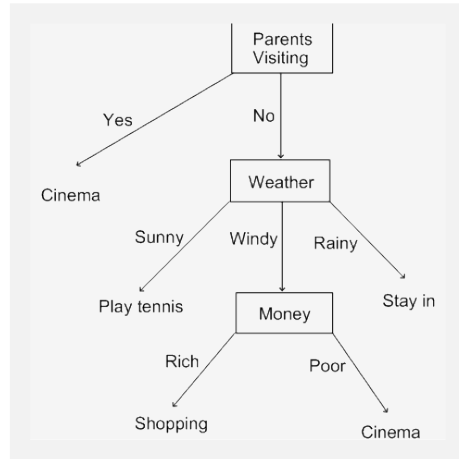 Parents
Visiting
Yes
No
Cinema
Weather
Sunny
Windy
Rainy
Play tennis
Money
Stay in
Rich
Poor
Shopping
Cinema